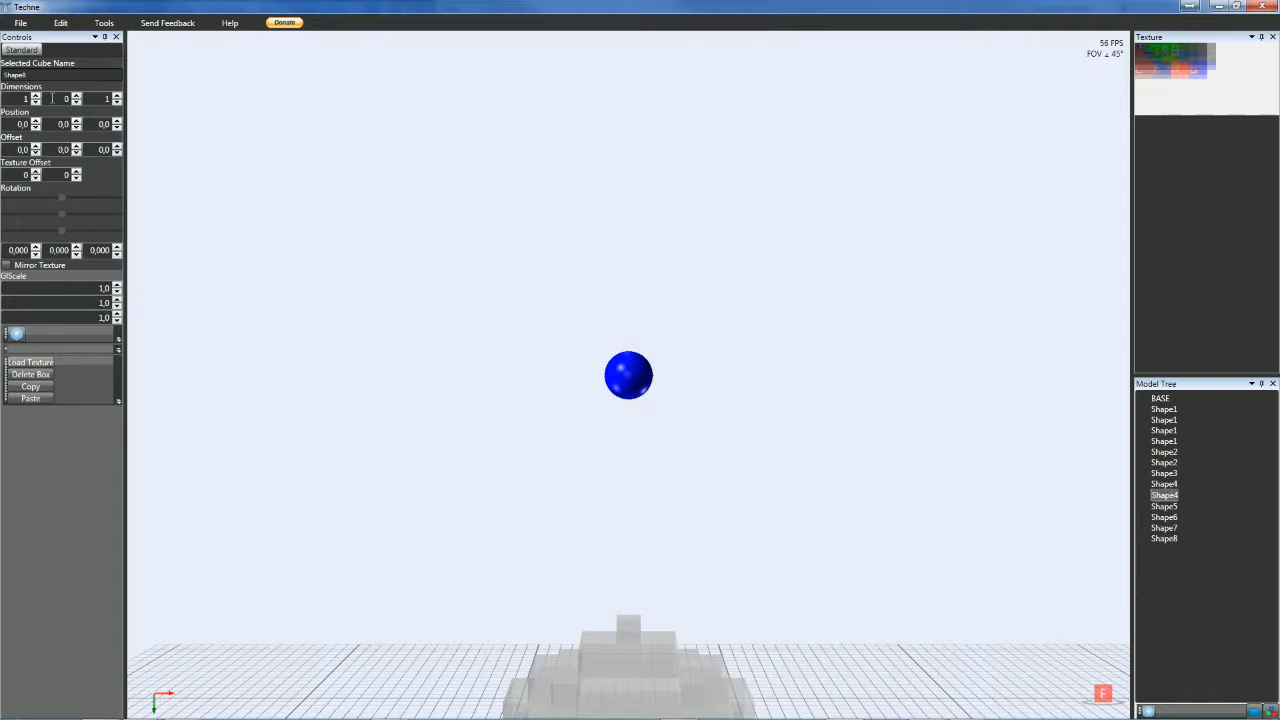 Techne
File Edit Tools Send Feedback Help Donate
Controls
Standard
Selected Cube Name
Shape8
Dimensions
1 0 1
Position
0,0 0,0 0,0
Offset
0,0 0,0 0,0
Texture Offset
0 0
Rotation
0,000 0,000 0,000
Mirror Texture
GlScale
1,0
1,0
1,0
Load Texture
Delete Box
Copy
Paste
56 FPS
FOV ∠ 45°
F
Texture
Model Tree
BASE
Shape1
Shape1
Shape1
Shape1
Shape2
Shape2
Shape3
Shape4
Shape4
Shape5
Shape6
Shape7
Shape8